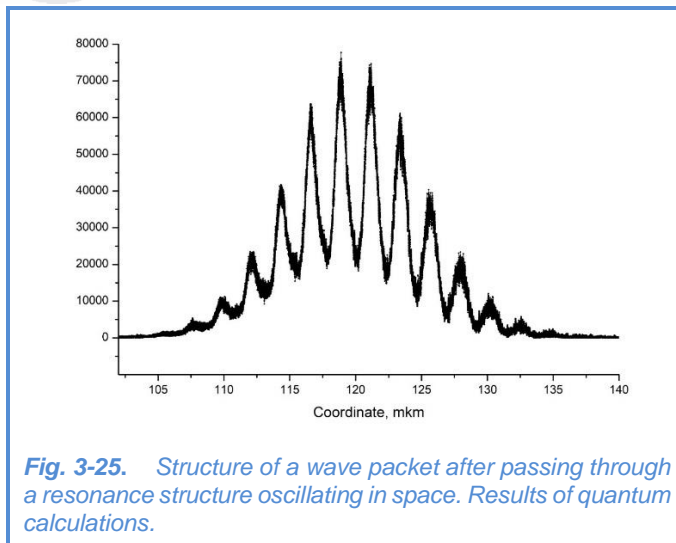 80000
70000
60000
50000
40000
30000
20000
10000
0
105 110 115 120 125 130 135 140
Coordinate, mkm
Fig. 3-25. Structure of a wave packet after passing through
a resonance structure oscillating in space. Results of quantum
calculations.